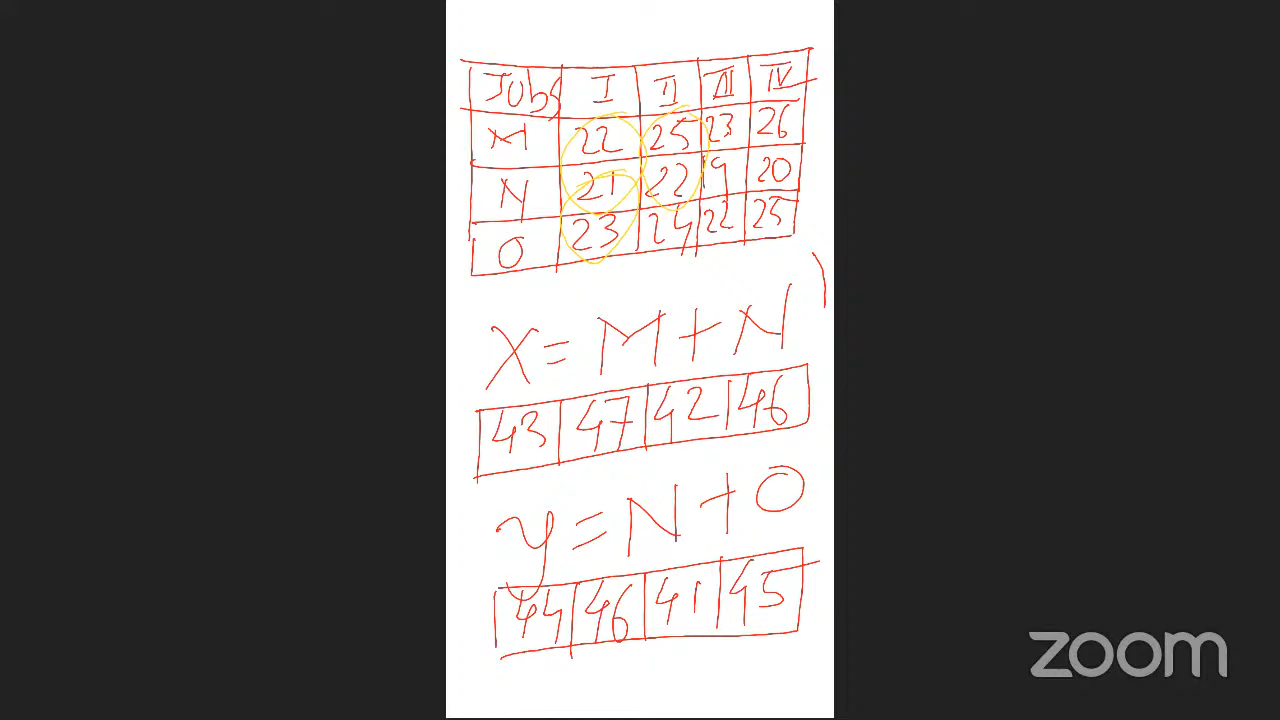 Jobs I II III IV
M 22 25 23 26
N 21 22 19 20
O 23 24 22 25
X = M + N
43 47 42 46
y = N + O
44 46 41 45
zoom